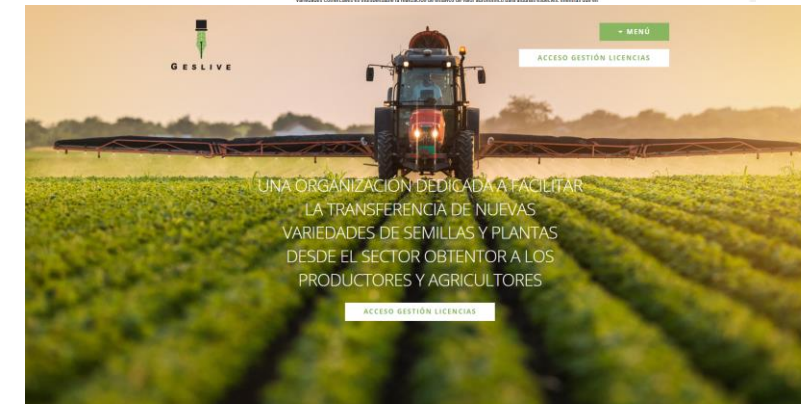 GESLIVE
+ MENÚ
ACCESO GESTIÓN LICENCIAS
UNA ORGANIZACIÓN DEDICADA A FACILITAR
LA TRANSFERENCIA DE NUEVAS
VARIEDADES DE SEMILLAS Y PLANTAS
DESDE EL SECTOR OBTENTOR A LOS
PRODUCTORES Y AGRICULTORES
ACCESO GESTIÓN LICENCIAS